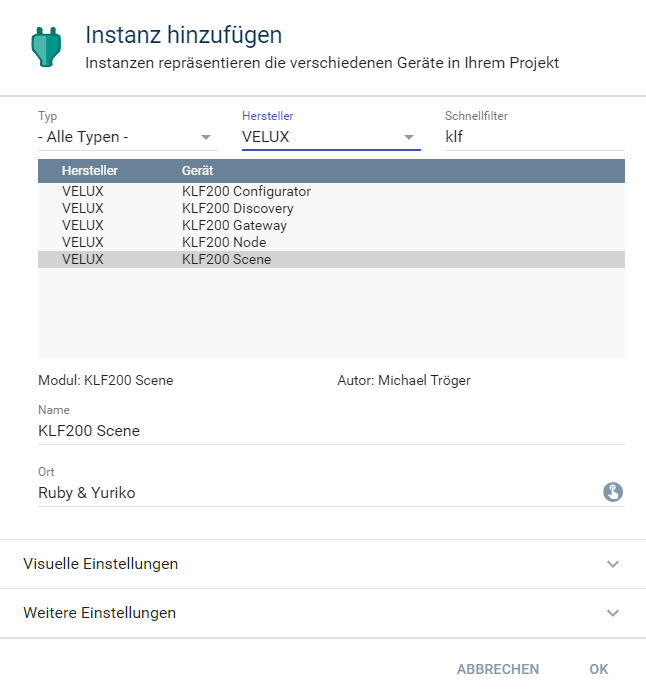 Instanz hinzufügen
Instanzen repräsentieren die verschiedenen Geräte in Ihrem Projekt
Typ Hersteller Schnellfilter
- Alle Typen - VELUX klf
Hersteller Gerät
VELUX KLF200 Configurator
VELUX KLF200 Discovery
VELUX KLF200 Gateway
VELUX KLF200 Node
VELUX KLF200 Scene
Modul: KLF200 Scene Autor: Michael Tröger
Name
KLF200 Scene
Ort
Ruby & Yuriko
Visuelle Einstellungen
Weitere Einstellungen
ABBRECHEN OK